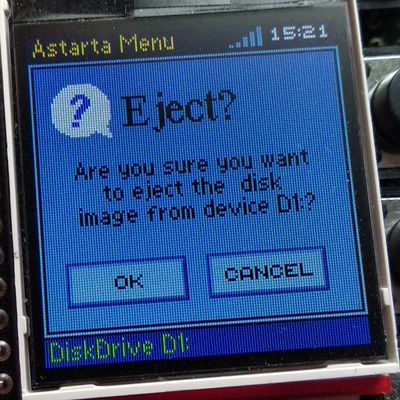 Astarta Menu 15:21
? Eject?
Are you sure you want
to eject the disk
image from device D1:?
OK CANCEL
DiskDrive D1: